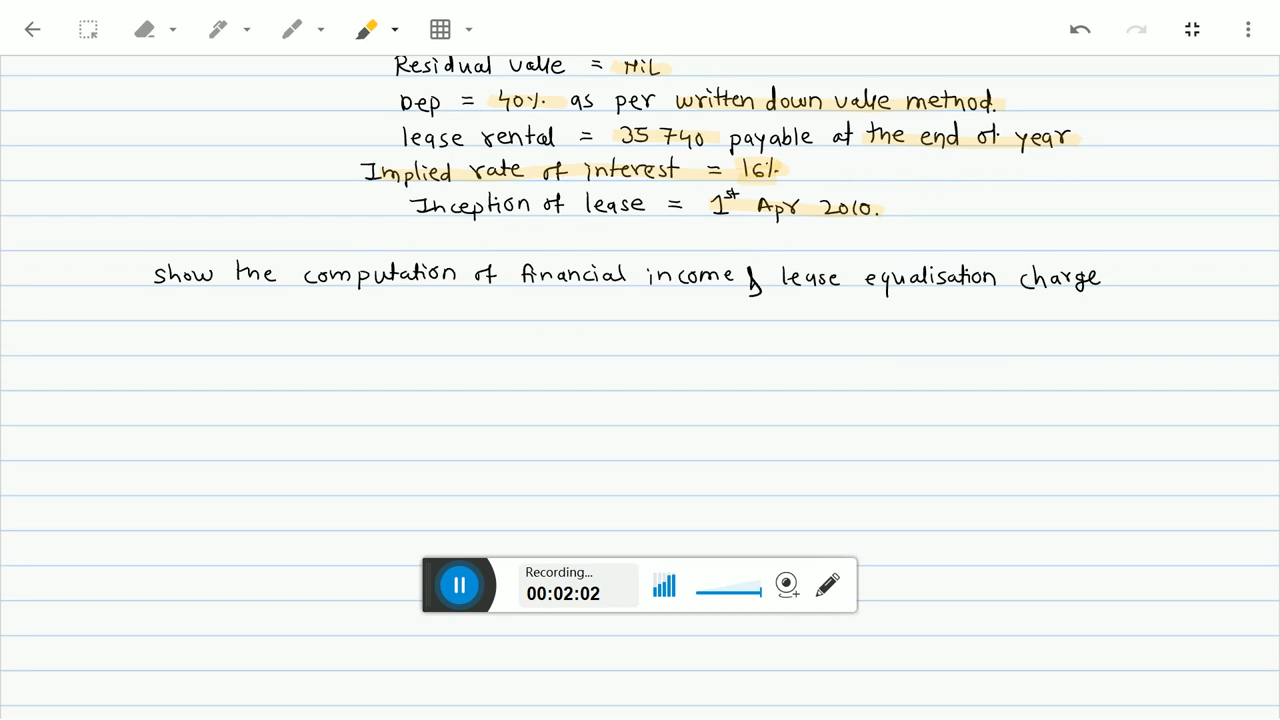 Residual value = NIL
Dep = 40% as per written down value method.
lease rental = 35 740 payable at the end of year
Implied rate of interest = 16%
Inception of lease = 1st Apr 2010.
show the computation of financial income & lease equalisation charge
Recording...
00:02:02